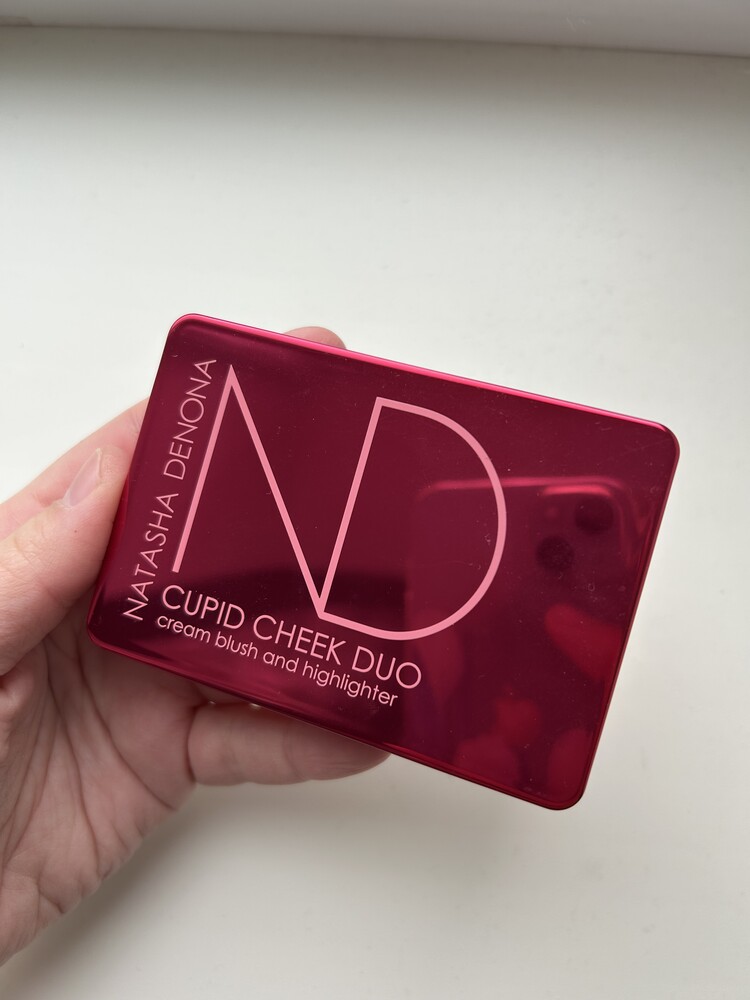 NATASHA DENONA
ND
CUPID CHEEK DUO
cream blush and highlighter